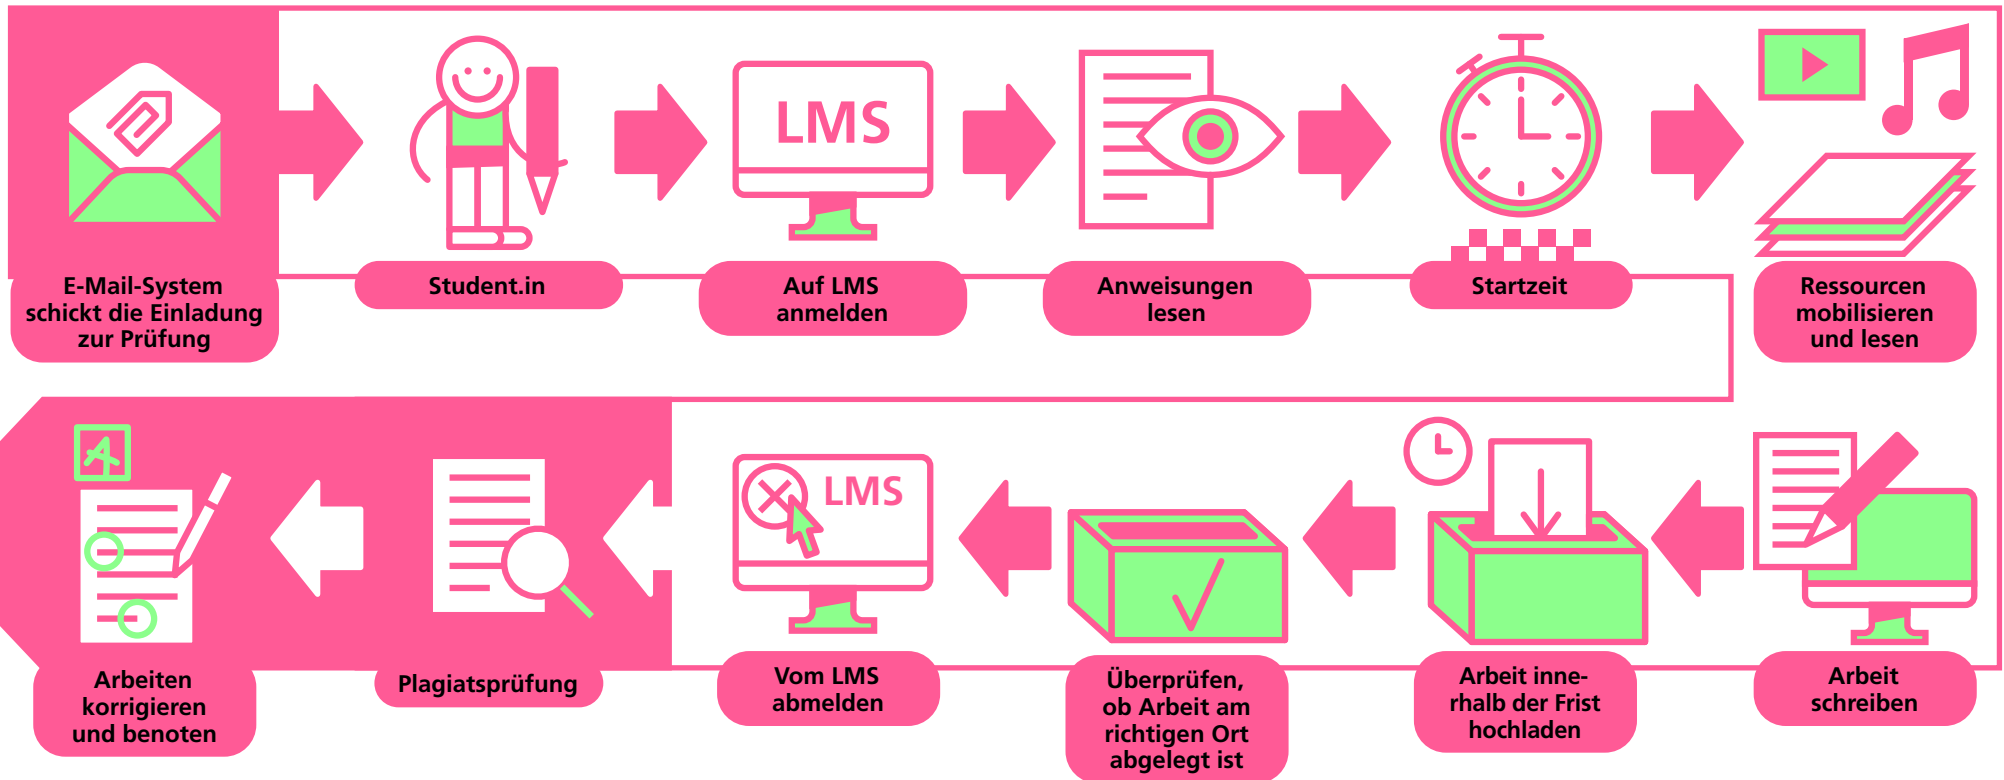 LMS
E-Mail-System
schickt die Einladung
zur Prüfung
Student.in
Auf LMS
anmelden
Anweisungen
lesen
Startzeit
Ressourcen
mobilisieren
und lesen
A
LMS
Arbeiten
korrigieren
und benoten
Plagiatsprüfung
Vom LMS
abmelden
Überprüfen,
ob Arbeit am
richtigen Ort
abgelegt ist
Arbeit inne-
rhalb der Frist
hochladen
Arbeit
schreiben